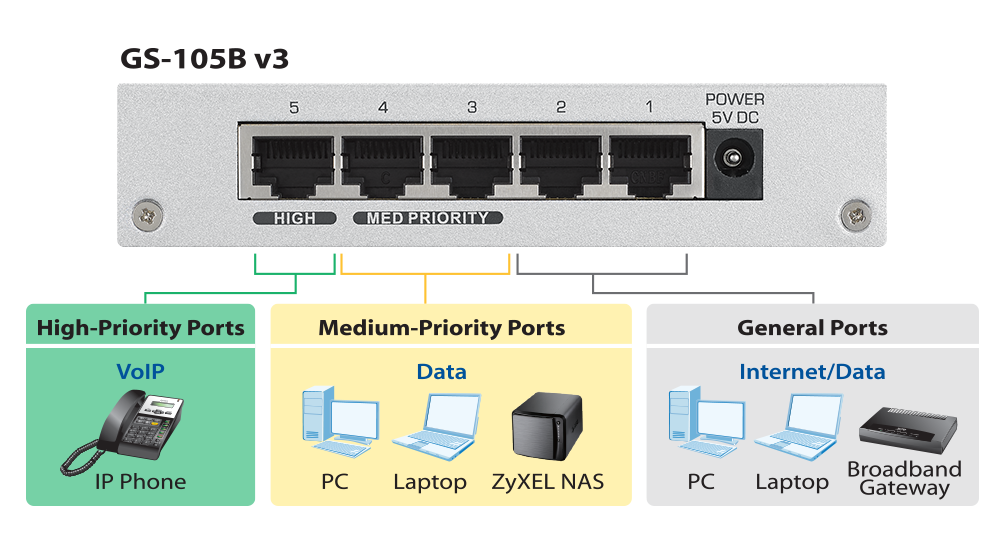 GS-105B v3
5 4 3 2 1
POWER
5V DC
HIGH
MED PRIORITY
High-Priority Ports
VoIP
IP Phone
Medium-Priority Ports
Data
PC Laptop ZyXEL NAS
General Ports
Internet/Data
PC Laptop Broadband
Gateway